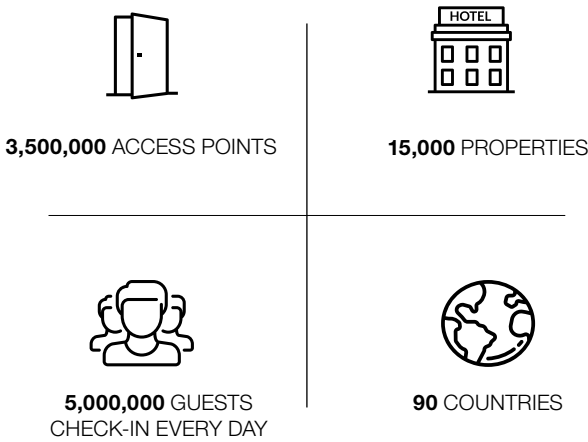 HOTEL
3,500,000 ACCESS POINTS
15,000 PROPERTIES
5,000,000 GUESTS
CHECK-IN EVERY DAY
90 COUNTRIES